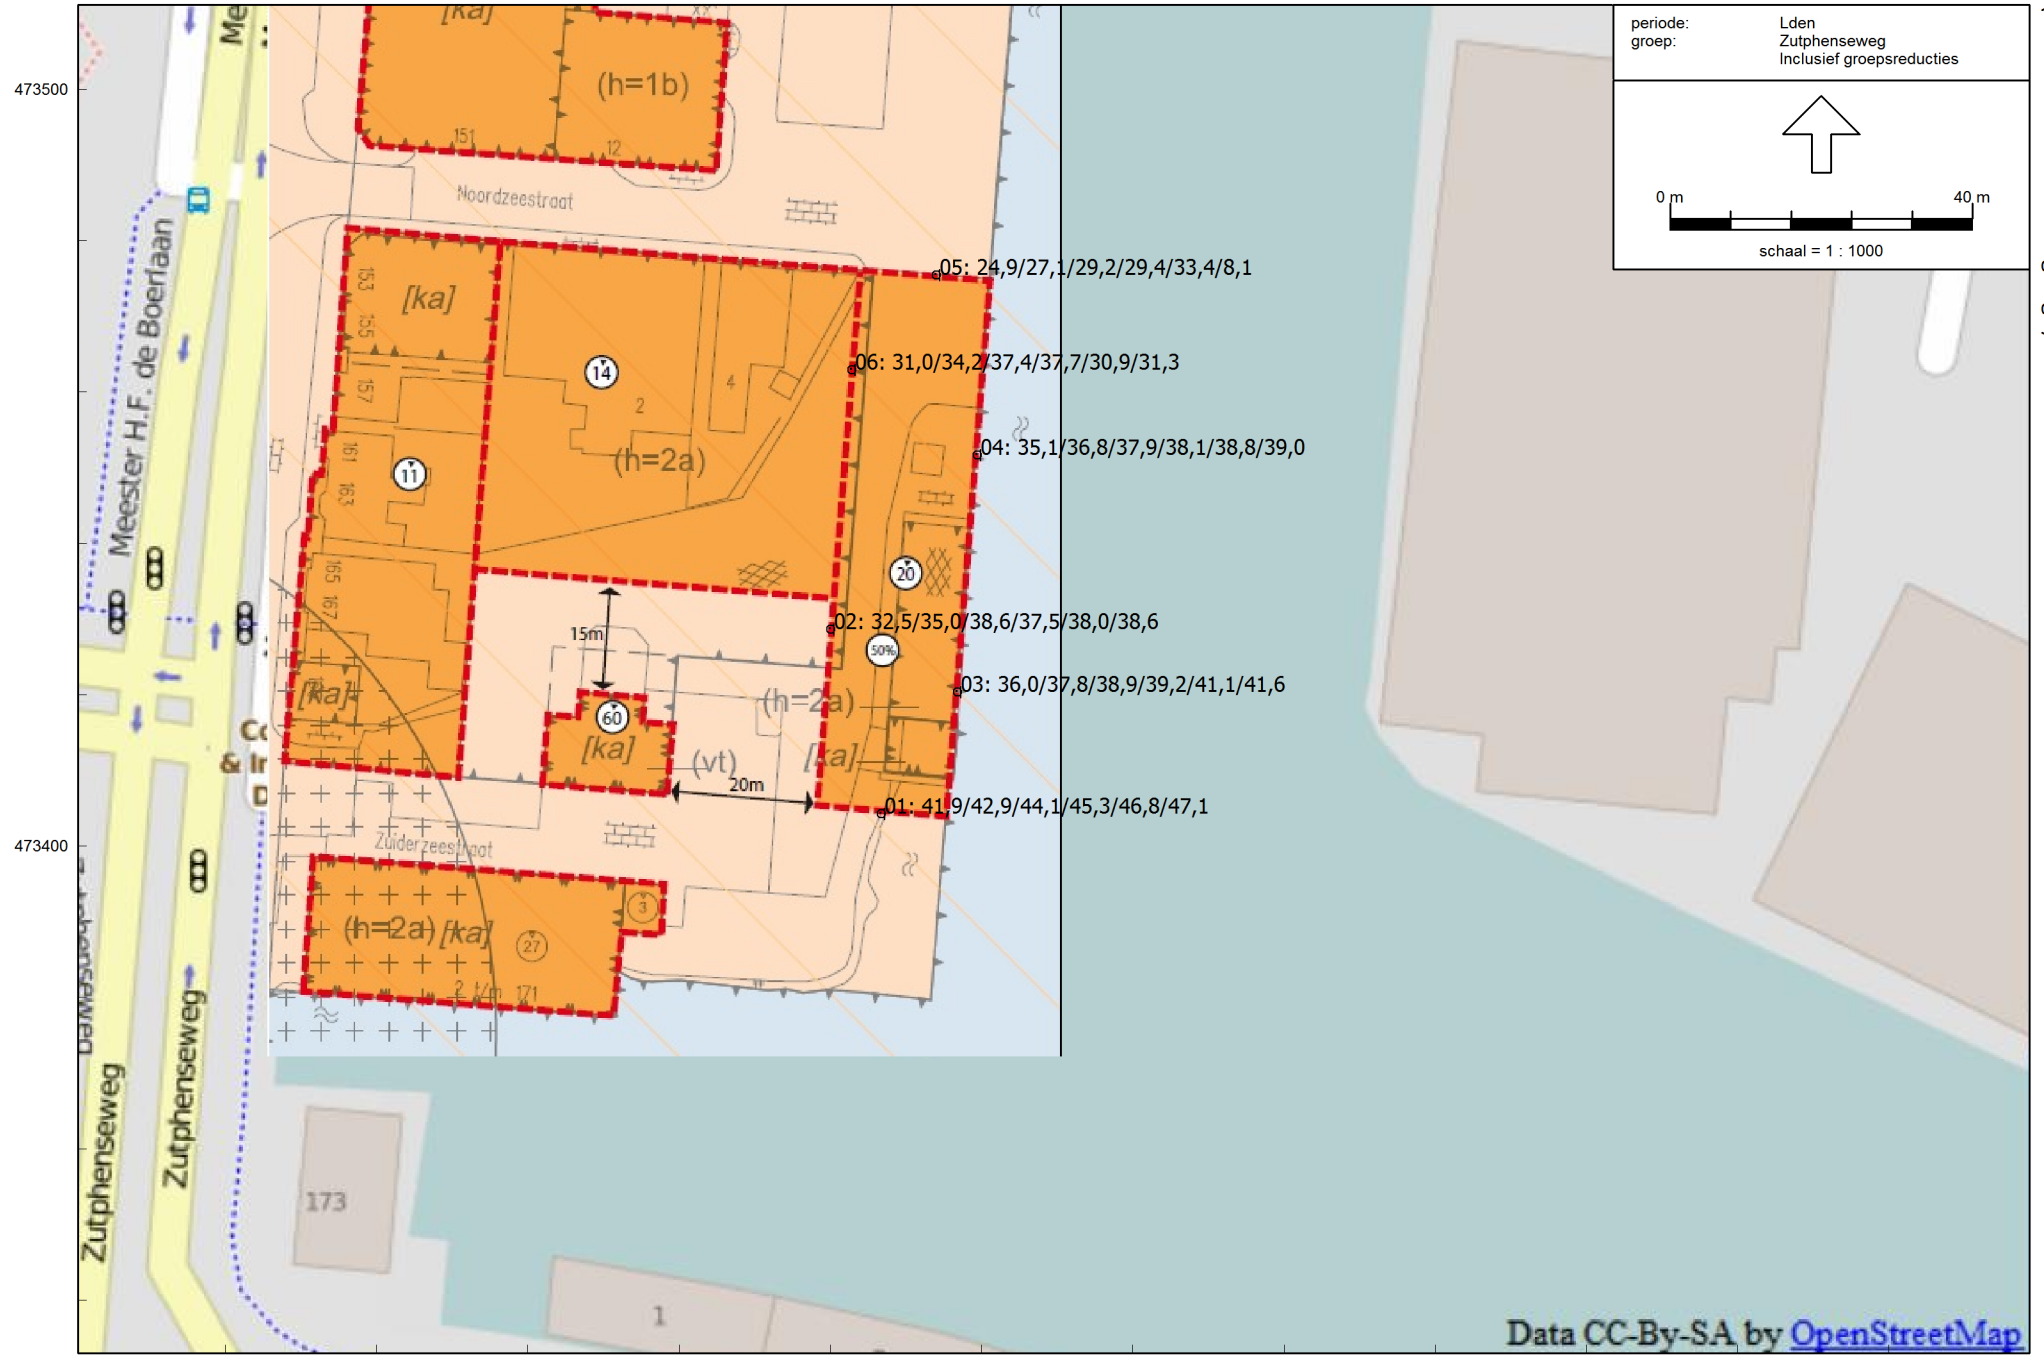 periode: Lden
groep: Zutphenseweg
Inclusief groepsreducties
0 m 40 m
schaal = 1 : 1000
473500
473400
[ka]
(h=1b)
151
12
Noordzeestraat
Meester H.F. de Boerlaan
Me
05: 24,9/27,1/29,2/29,4/33,4/8,1
06: 31,0/34,2/37,4/37,7/30,9/31,3
04: 35,1/36,8/37,9/38,1/38,8/39,0
02: 32,5/35,0/38,6/37,5/38,0/38,6
03: 36,0/37,8/38,9/39,2/41,1/41,6
01: 41,9/42,9/44,1/45,3/46,8/47,1
153
155
157
161
163
165
167
[ka]
14
2
4
(h=2a)
11
20
50%
15m
60
[ka]
[ka]
(h=2a)
(vt)
[ka]
20m
Co
& In
D
Zuiderzeestraat
(h=2a) [ka]
3
27
2 t/m 171
Zutphenseweg
Zutphenseweg
173
1
Data CC-By-SA by OpenStreetMap